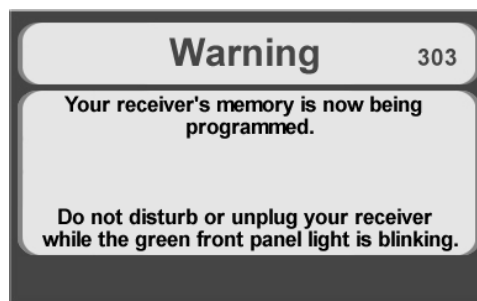 Warning 303
Your receiver's memory is now being
programmed.
Do not disturb or unplug your receiver
while the green front panel light is blinking.